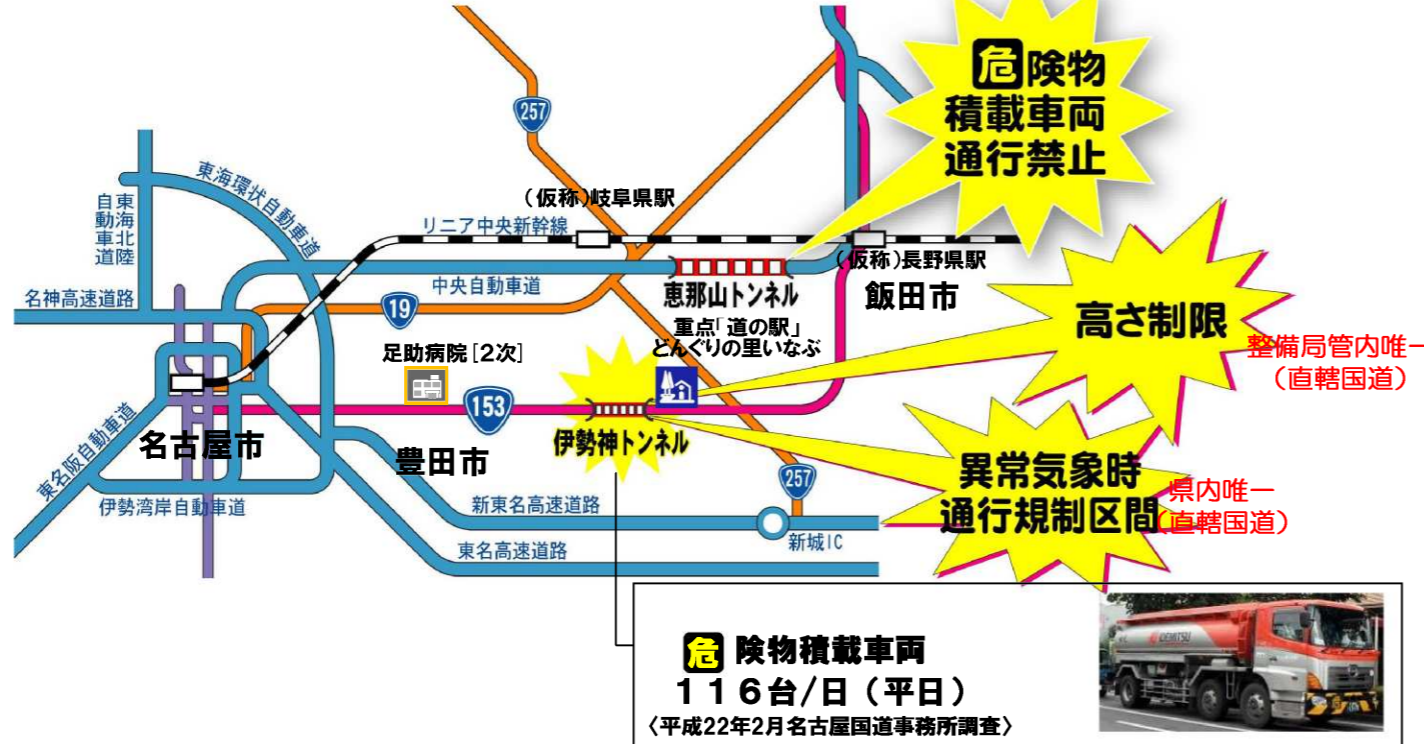 危険物
積載車両
通行禁止
257
東海環状自動車道
(仮称)岐阜県駅
東海北陸
自動車道
リニア中央新幹線
(仮称)長野県駅
名神高速道路
中央自動車道
恵那山トンネル
飯田市
19
重点「道の駅」
どんぐりの里いなぶ
高さ制限
整備局管内唯一
(直轄国道)
足助病院[2次]
153
伊勢神トンネル
名古屋市
豊田市
東名阪自動車道
伊勢湾岸自動車道
異常気象時
通行規制区間
県内唯一
(直轄国道)
257
新東名高速道路
新城IC
東名高速道路
危険物積載車両
116台/日(平日)
〈平成22年2月名古屋国道事務所調査〉
IDEMITSU